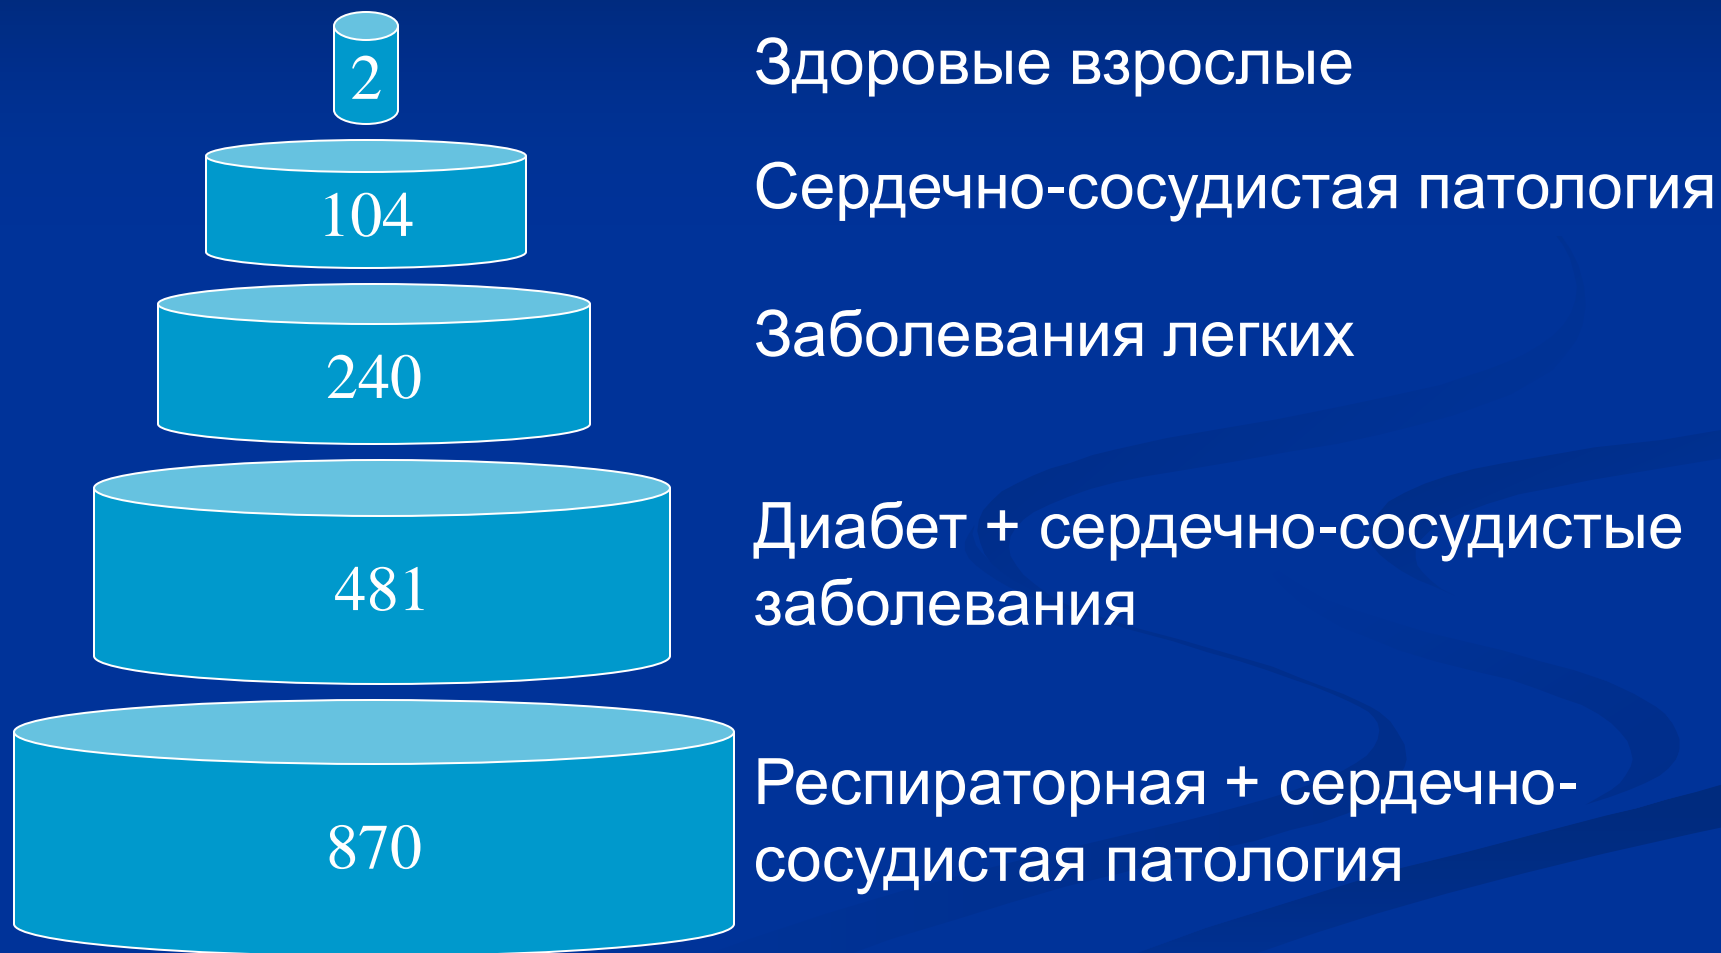 2
Здоровые взрослые
104
Сердечно-сосудистая патология
240
Заболевания легких
481
Диабет + сердечно-сосудистые
заболевания
870
Респираторная + сердечно-
сосудистая патология